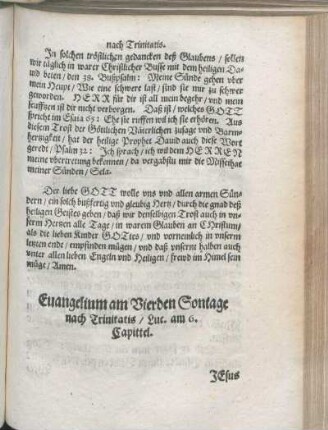 nach Trinitatis.
In solchen tröstlichen gedancken deß Glaubens / sollen
wir täglich in warer Christlicher Busse mit dem heiligen Da-
uid beten / den 38. Bußpsalm: Meine Sünde gehen vber
mein Heupt / Wie eine schwere last / sind sie mir zu schwer
geworden. HERR für dir ist all mein begehr / vnd mein
seufftzen ist dir nicht verborgen. Daß ist / welches GOTT
spricht im Esaia 65: Ehe sie ruffen wil ich sie erhören. Aus
diesem Trost der Göttlichen Väterlichen zusage vnd Barm-
hertzigkeit / hat der heilige Prophet Dauid auch diese Wort
geredt / Psalm 32: Ich sprach / ich wil dem HERREN
meine vbertrettung bekennen / da vergabstu mir die Missethat
meiner Sünden / Sela.
Der liebe GOTT wolle vns vnd allen armen Sün-
dern / ein solch bußfertig vnd gleubig Hertz / durch die gnad deß
heiligen Geistes geben / daß wir denselbigen Trost auch in vn-
serm Hertzen alle Tage / in warem Glauben an CHristum /
als die lieben Kinder GOttes / vnd vornemlich in vnserm
letzten ende / empfinden mügen / vnd daß vnsert halben auch
vnter allen lieben Engeln vnd Heiligen / freud im Himel sein
müge / Amen.
Euangelium am Vierden Sontage
nach Trinitatis / Luc. am 6.
Capittel.
JEsus